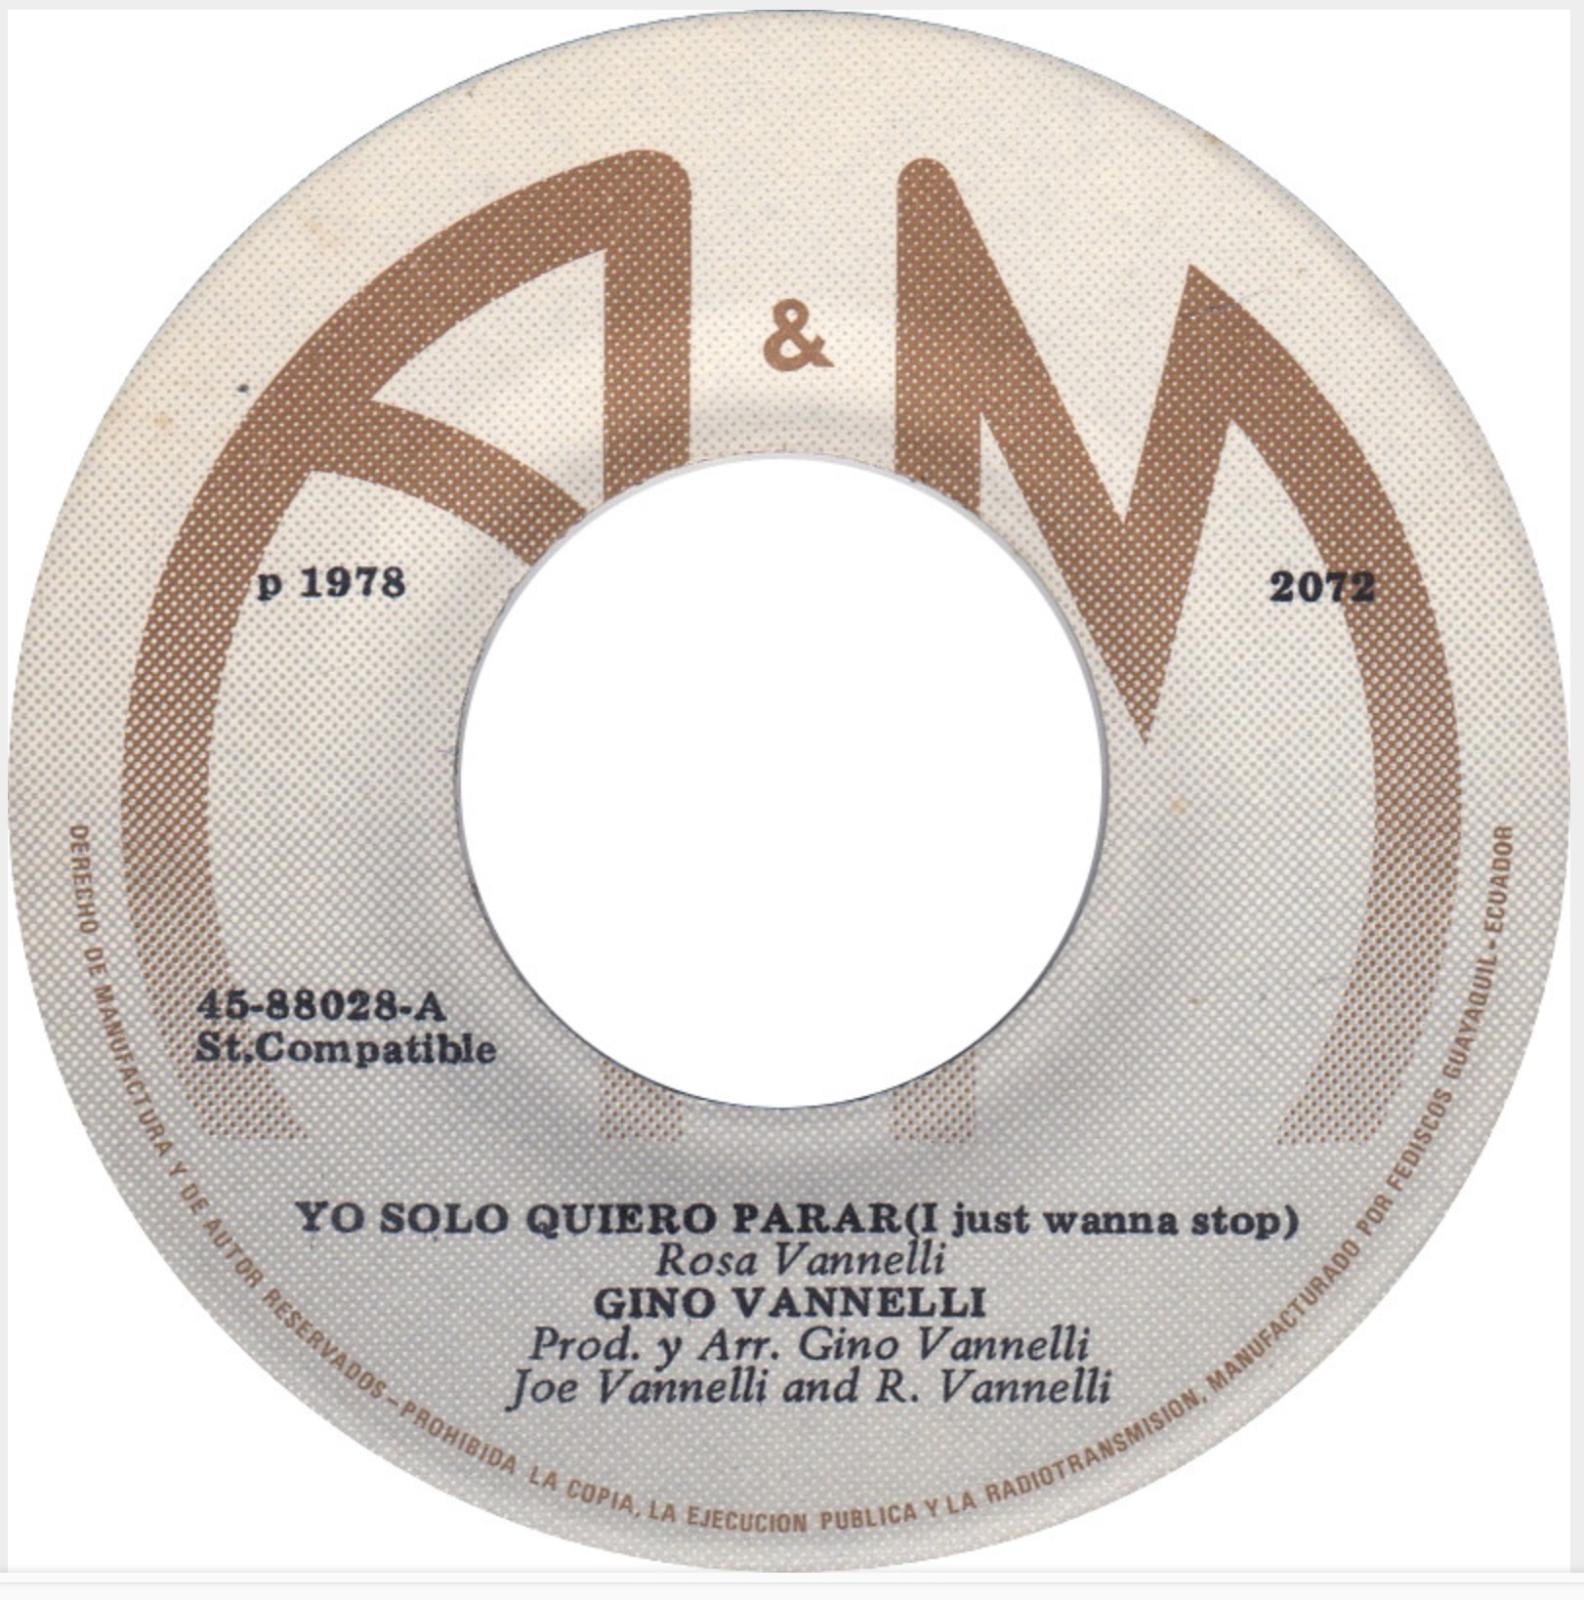 A & M
p 1978
2072
45-88028-A
St.Compatible
YO SOLO QUIERO PARAR(I just wanna stop)
Rosa Vannelli
GINO VANNELLI
Prod. y Arr. Gino Vannelli
Joe Vannelli and R. Vannelli
DERECHO DE MANUFACTURA Y DE AUTOR RESERVADOS-PROHIBIDA LA COPIA, LA EJECUCION PUBLICA Y LA RADIOTRANSMISION, MANUFACTURADO POR FEDISCOS GUAYAQUIL-ECUADOR